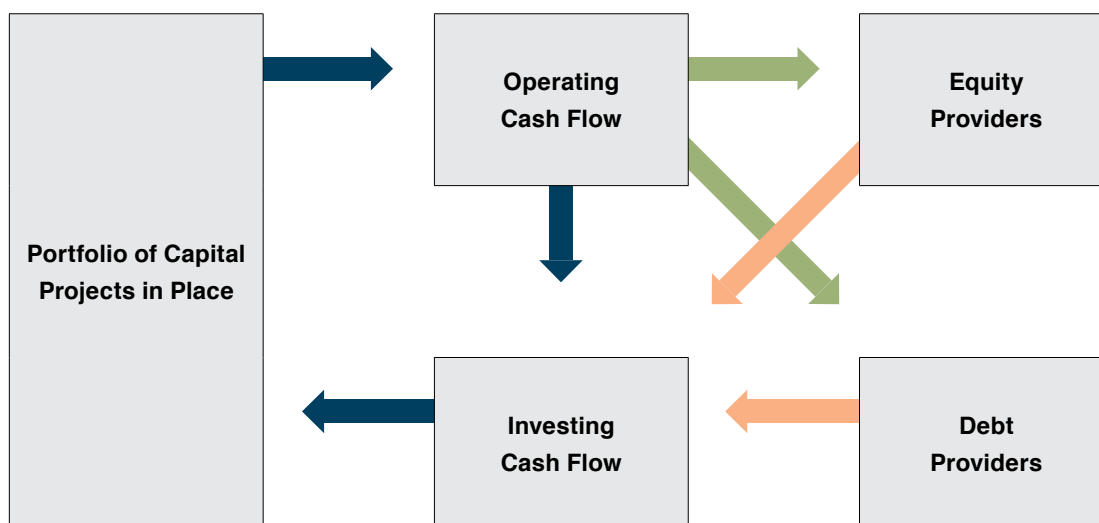 Operating
Cash Flow
Equity
Providers
Portfolio of Capital
Projects in Place
Investing
Cash Flow
Debt
Providers